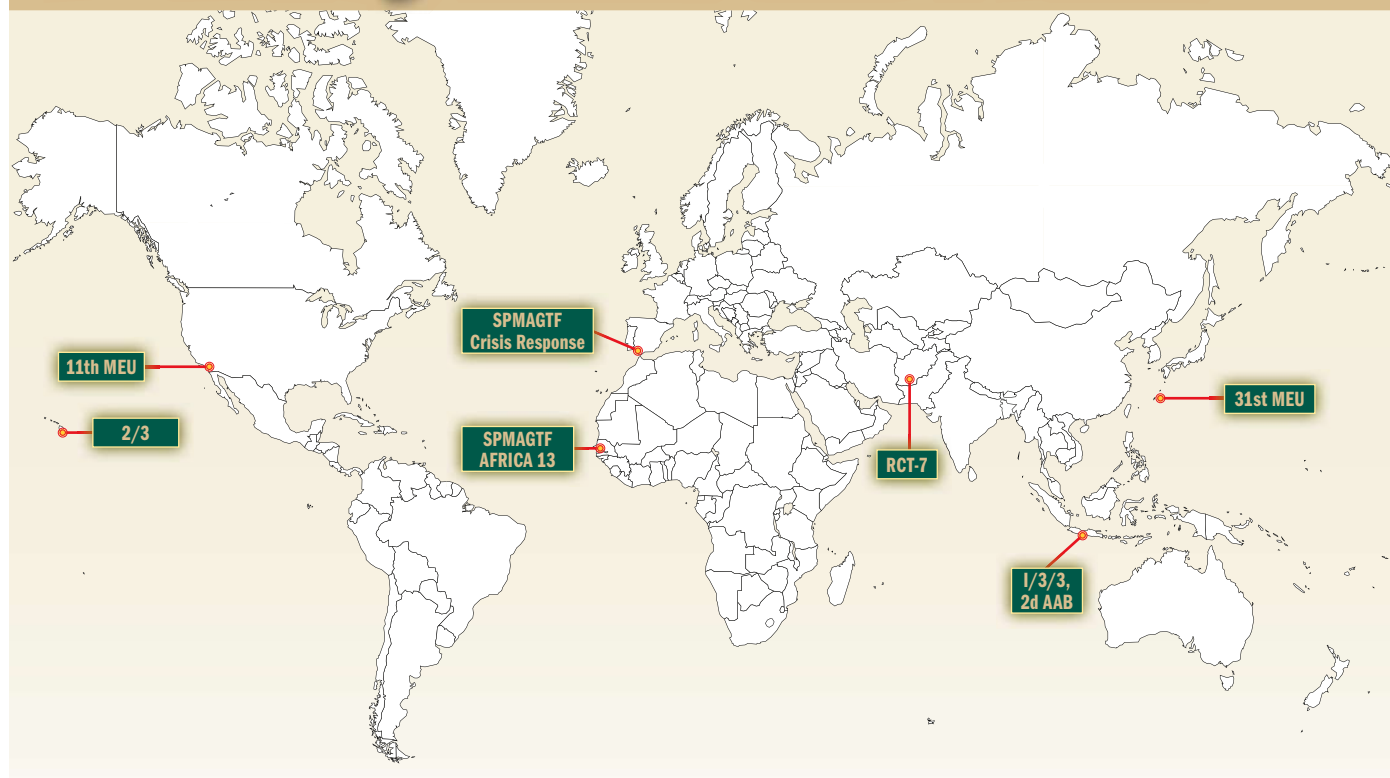 SPMAGTF
Crisis Response
11th MEU
2/3
SPMAGTF
AFRICA 13
RCT-7
31st MEU
I/3/3,
2d AAB